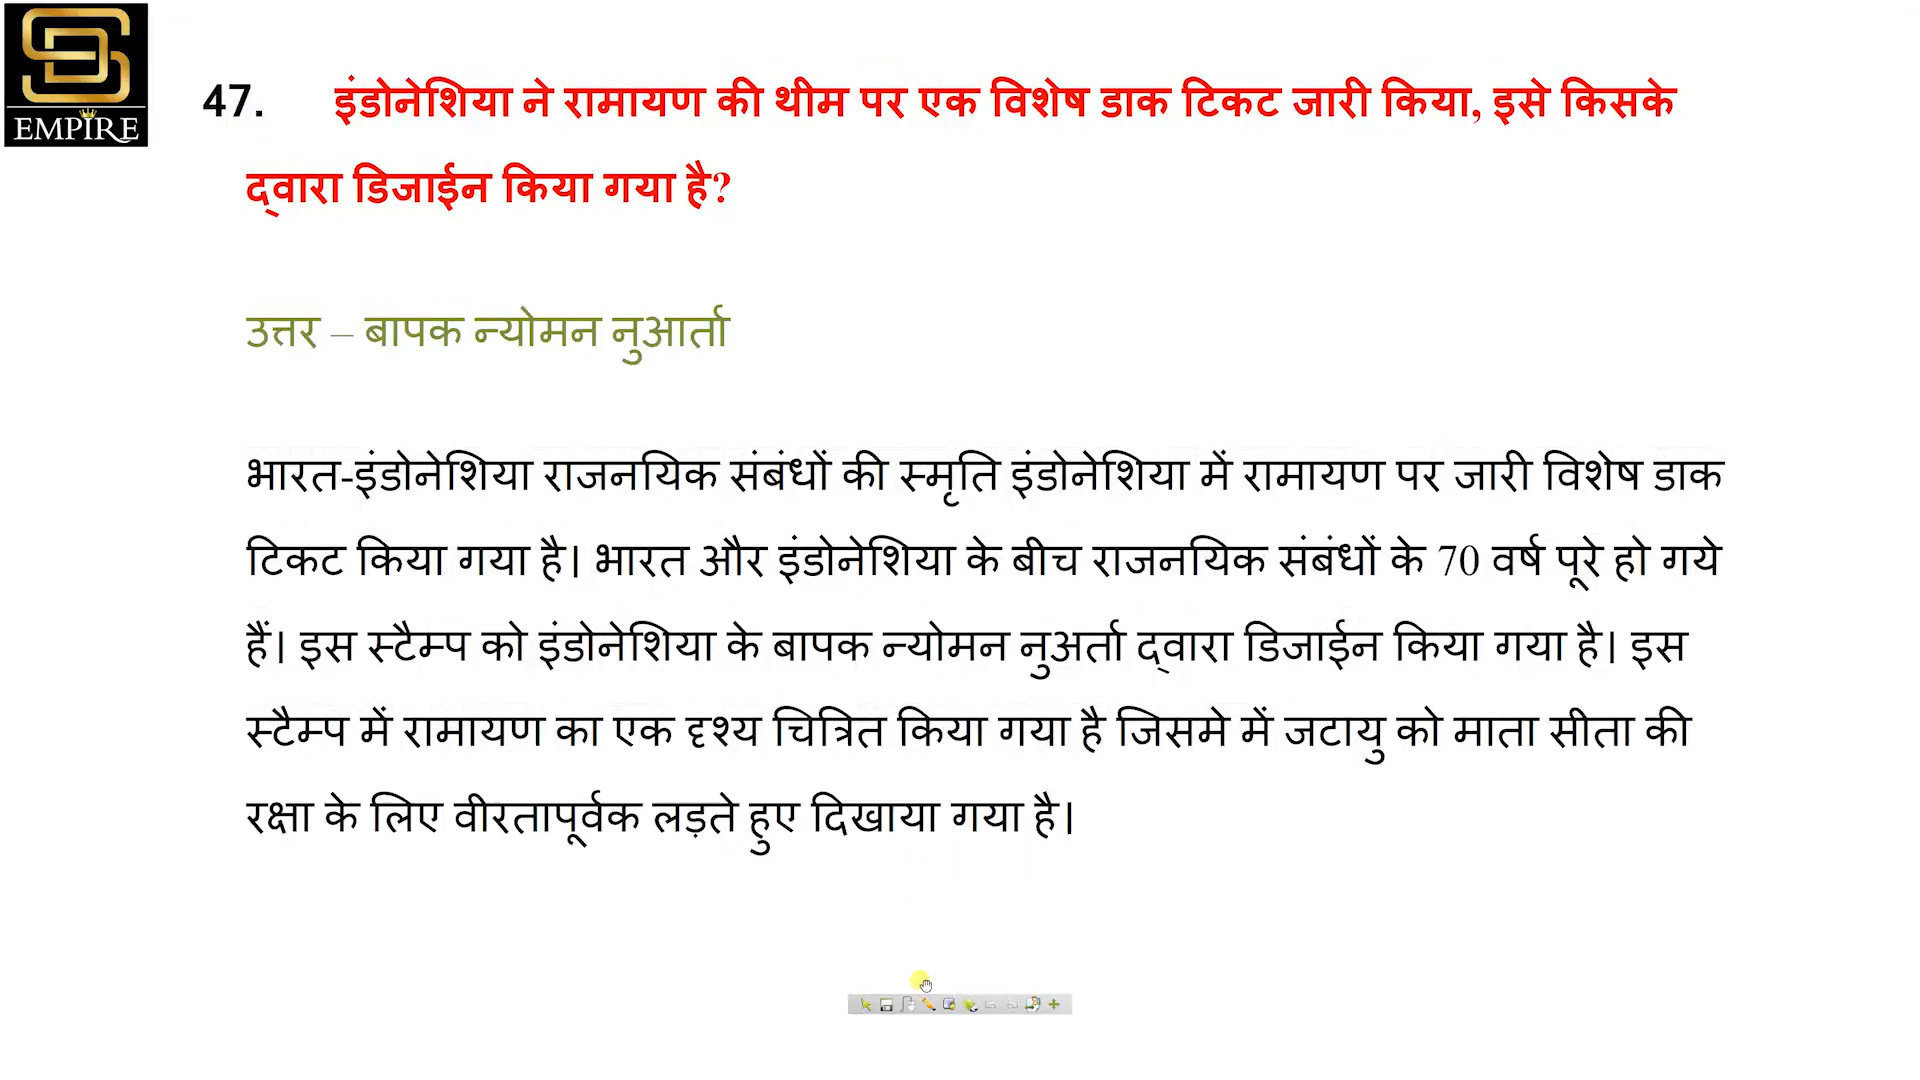 SD
EMPIRE
47. इंडोनेशिया ने रामायण की थीम पर एक विशेष डाक टिकट जारी किया, इसे किसके
द्वारा डिजाईन किया गया है?
उत्तर – बापक न्योमन नुआर्ता
भारत-इंडोनेशिया राजनयिक संबंधों की स्मृति इंडोनेशिया में रामायण पर जारी विशेष डाक
टिकट किया गया है। भारत और इंडोनेशिया के बीच राजनयिक संबंधों के 70 वर्ष पूरे हो गये
हैं। इस स्टैम्प को इंडोनेशिया के बापक न्योमन नुअर्ता द्वारा डिजाईन किया गया है। इस
स्टैम्प में रामायण का एक दृश्य चित्रित किया गया है जिसमे में जटायु को माता सीता की
रक्षा के लिए वीरतापूर्वक लड़ते हुए दिखाया गया है।